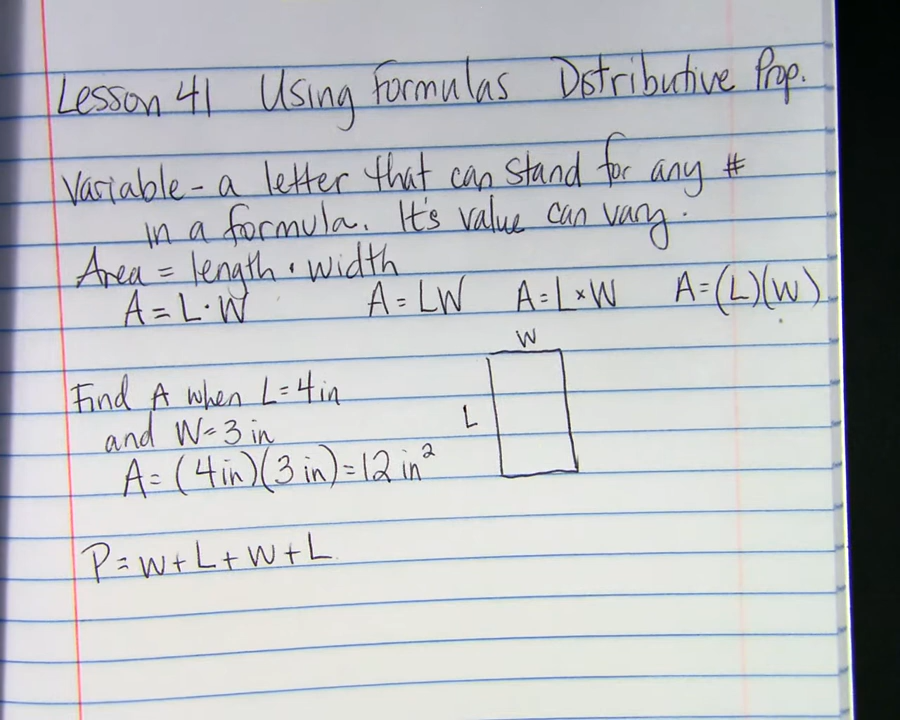 Lesson 41 Using Formulas Distributive Prop.
Variable - a letter that can stand for any #
in a formula. It's value can vary.
Area = length · width
A = L · W A = LW A = L × W A = (L)(W)
W
Find A when L = 4 in
L
and W = 3 in
A = (4 in)(3 in) = 12 in²
P = W + L + W + L